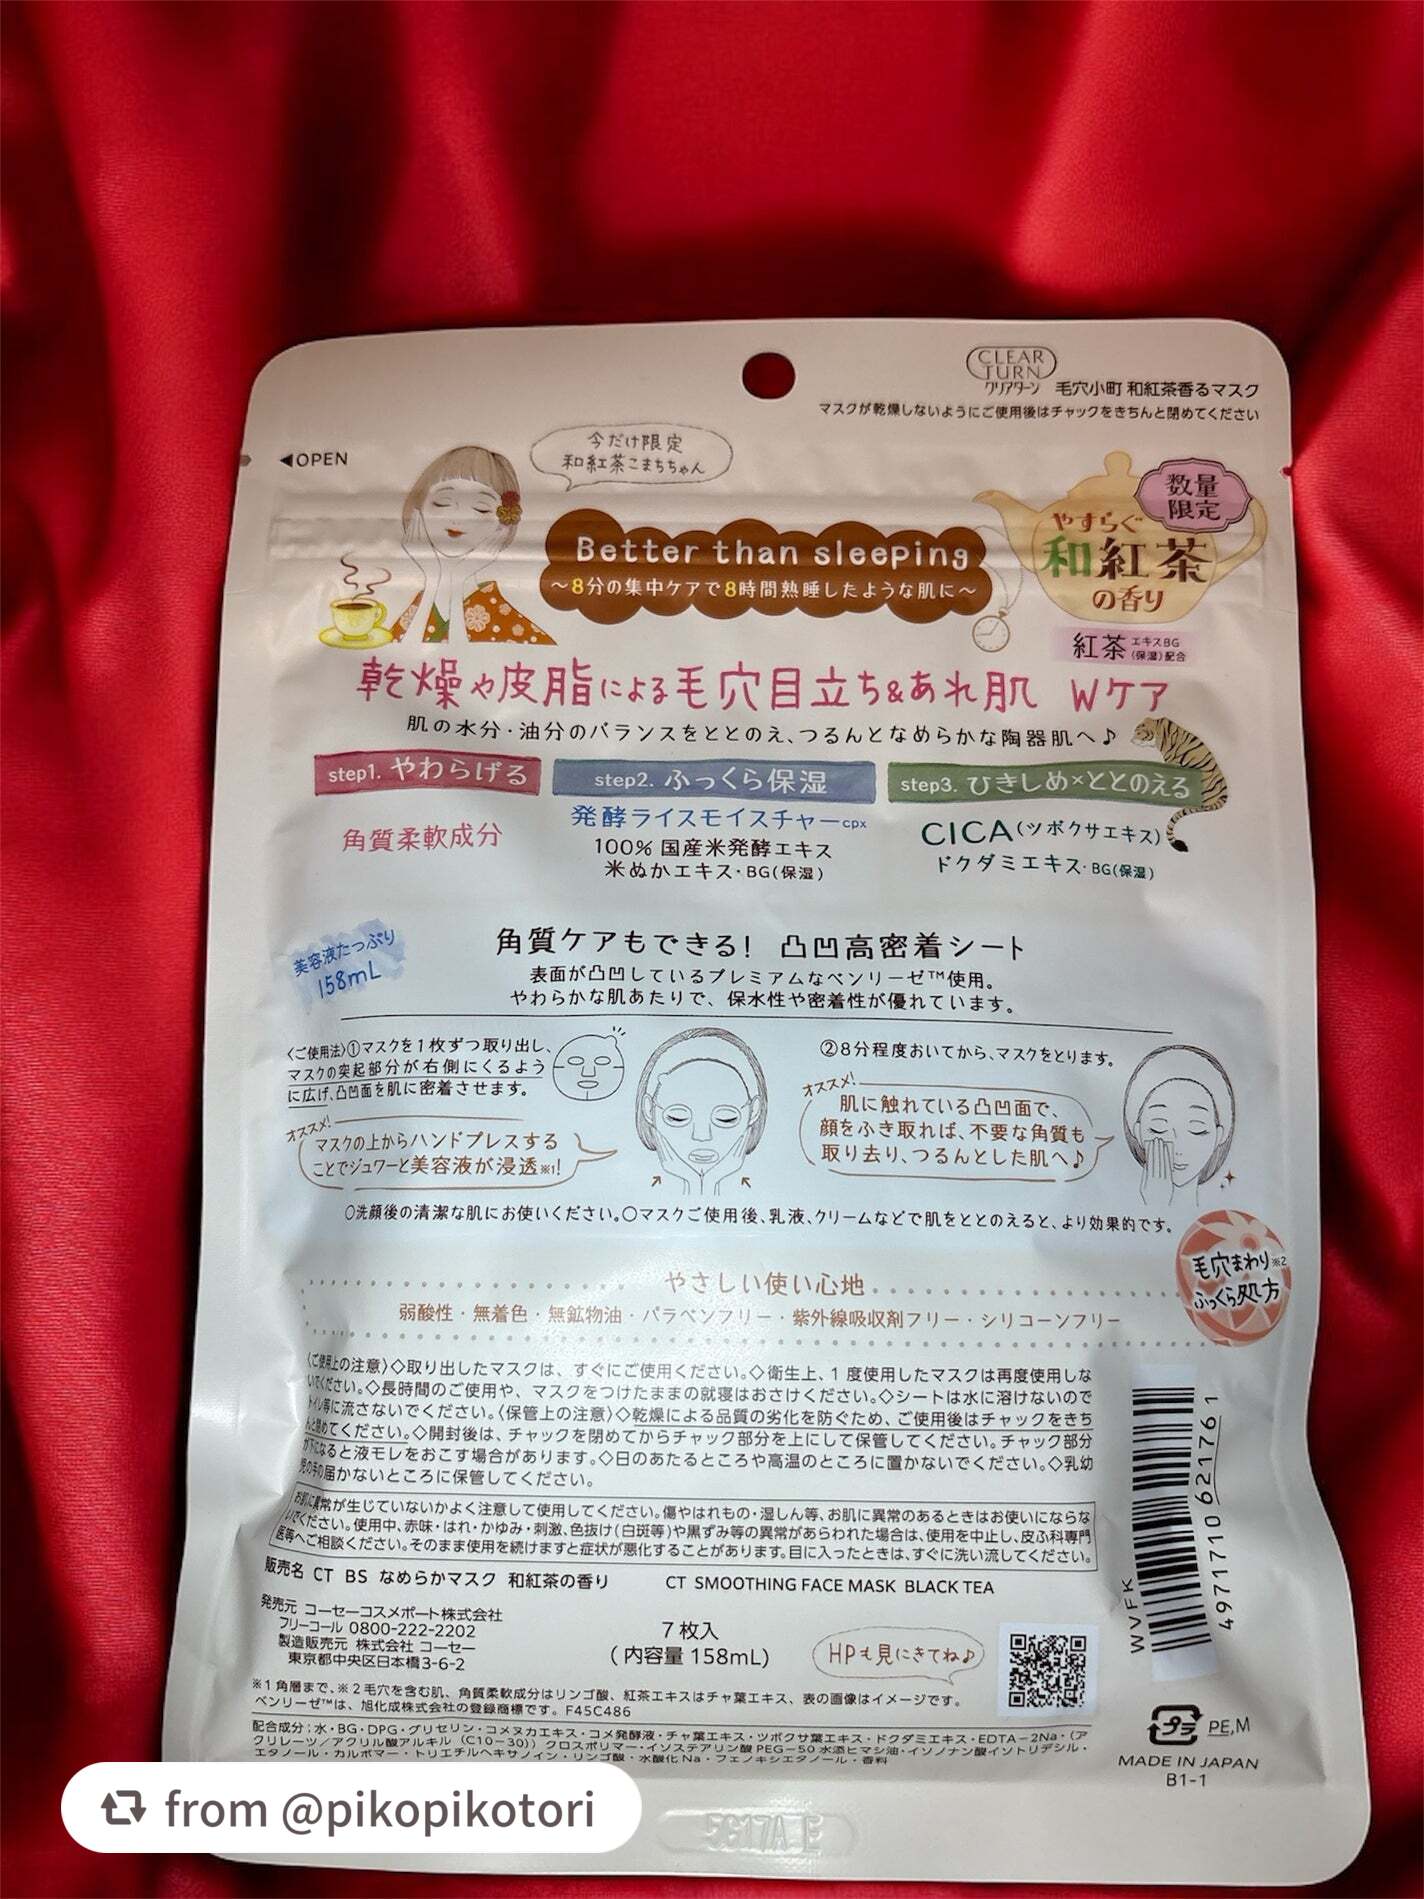 CLEAR
TURN
クリアターン 毛穴小町 和紅茶香るマスク
マスクが乾燥しないようにご使用後はチャックをきちんと閉めてください
◀OPEN
今だけ限定
和紅茶こまちちゃん
数量
限定
やすらぐ
和紅茶
の香り
紅茶エキスBG
(保湿)配合
Better than sleeping
～8分の集中ケアで8時間熟睡したような肌に～
乾燥や皮脂による毛穴目立ち&あれ肌 Wケア
肌の水分・油分のバランスをととのえ、つるんとなめらかな陶器肌へ♪
step1. やわらげる
角質柔軟成分
step2. ふっくら保湿
発酵ライスモイスチャーcpx
100% 国産米発酵エキス
米ぬかエキス・BG(保湿)
step3. ひきしめ×ととのえる
CICA(ツボクサエキス)
ドクダミエキス・BG(保湿)
美容液たっぷり
158mL
角質ケアもできる! 凸凹高密着シート
表面が凸凹しているプレミアムなベンリーゼ™使用。
やわらかな肌あたりで、保水性や密着性が優れています。
〈ご使用法〉①マスクを1枚ずつ取り出し、
マスクの突起部分が右側にくるよう
に広げ、凸凹面を肌に密着させます。
オススメ!
マスクの上からハンドプレスする
ことでジュワーと美容液が浸透※1!
②8分程度おいてから、マスクをとります。
オススメ!
肌に触れている凸凹面で、
顔をふき取れば、不要な角質も
取り去り、つるんとした肌へ♪
〇洗顔後の清潔な肌にお使いください。〇マスクご使用後、乳液、クリームなどで肌をととのえると、より効果的です。
毛穴まわり※2
ふっくら処方
やさしい使い心地
弱酸性・無着色・無鉱物油・パラベンフリー・紫外線吸収剤フリー・シリコーンフリー
〈ご使用上の注意〉◇取り出したマスクは、すぐにご使用ください。◇衛生上、1度使用したマスクは再度使用しな
いでください。◇長時間のご使用や、マスクをつけたままの就寝はおさけください。◇シートは水に溶けないので
トイレ等に流さないでください。〈保管上の注意〉◇乾燥による品質の劣化を防ぐため、ご使用後はチャックをきち
んと閉めてください。◇開封後は、チャックを閉めてからチャック部分を上にして保管してください。チャック部分
が下になると液モレをおこす場合があります。◇日のあたるところや高温のところに置かないでください。◇乳幼
児の手の届かないところに保管してください。
お肌に異常が生じていないかよく注意して使用してください。傷やはれもの・湿しん等、お肌に異常のあるときはお使いにならな
いでください。使用中、赤味・はれ・かゆみ・刺激、色抜け(白斑等)や黒ずみ等の異常があらわれた場合は、使用を中止し、皮ふ科専門
医等へご相談ください。そのまま使用を続けますと症状が悪化することがあります。目に入ったときは、すぐに洗い流してください。
販売名 CT BS なめらかマスク 和紅茶の香り CT SMOOTHING FACE MASK BLACK TEA
発売元 コーセーコスメポート株式会社
フリーコール 0800-222-2202
製造販売元 株式会社 コーセー
東京都中央区日本橋3-6-2
7枚入
(内容量 158mL)
HPも見にきてね♪
※1 角層まで、※2 毛穴を含む肌、角質柔軟成分はリンゴ酸、紅茶エキスはチャ葉エキス、表の画像はイメージです。
ベンリーゼ™は、旭化成株式会社の登録商標です。F45C486
配合成分:水・BG・DPG・グリセリン・コメヌカエキス・コメ発酵液・チャ葉エキス・ツボクサ葉エキス・ドクダミエキス・EDTA-2Na・(ア
クリレーツ/アクリル酸アルキル(C10-30))クロスポリマー・イソステアリン酸PEG-50水添ヒマシ油・イソノナン酸イソトリデシル・
エタノール・カルボマー・トリエチルヘキサノイン・リンゴ酸・水酸化Na・フェノキシエタノール・香料
WVFK
4971710621761
プラ PE,M
MADE IN JAPAN
B1-1
from @pikopikotori